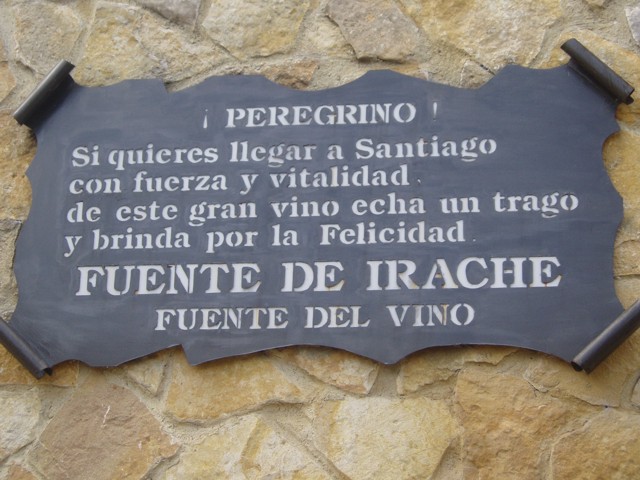 ¡ PEREGRINO !
Si quieres llegar a Santiago
con fuerza y vitalidad.
de este gran vino echa un trago
y brinda por la Felicidad.
FUENTE DE IRACHE
FUENTE DEL VINO